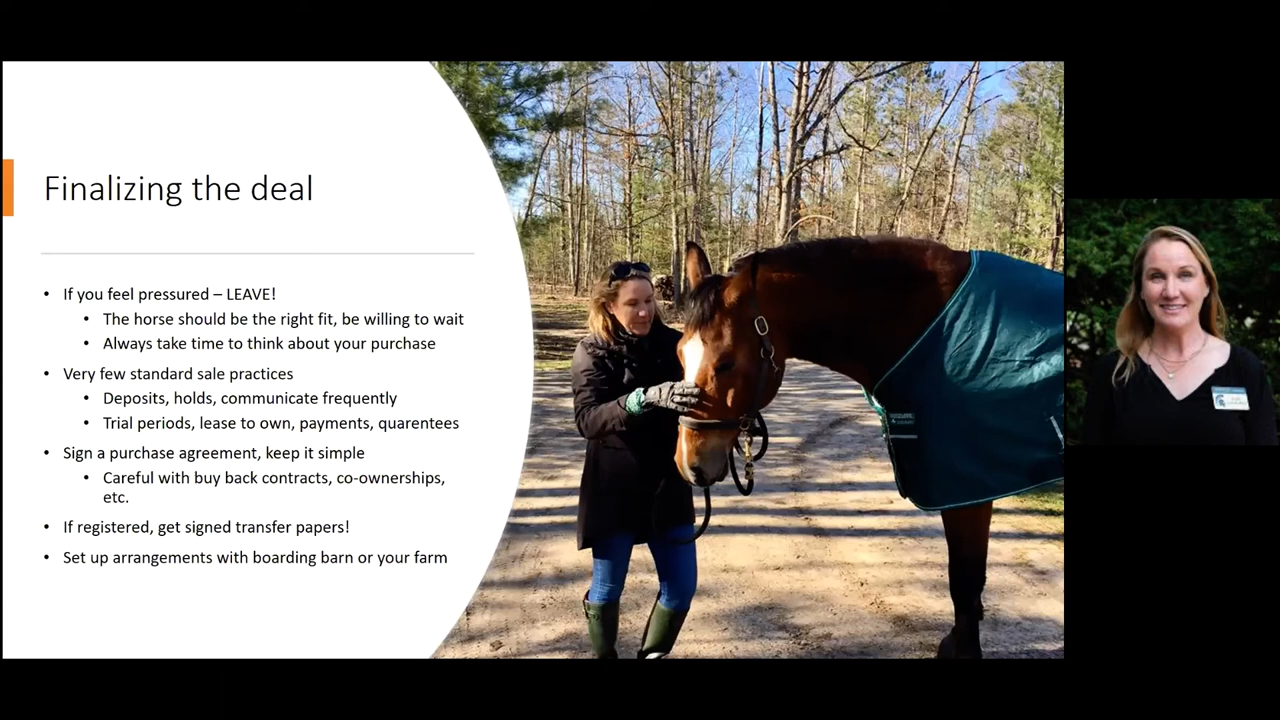 Finalizing the deal
• If you feel pressured – LEAVE!
• The horse should be the right fit, be willing to wait
• Always take time to think about your purchase
• Very few standard sale practices
• Deposits, holds, communicate frequently
• Trial periods, lease to own, payments, quarentees
• Sign a purchase agreement, keep it simple
• Careful with buy back contracts, co-ownerships,
etc.
• If registered, get signed transfer papers!
• Set up arrangements with boarding barn or your farm